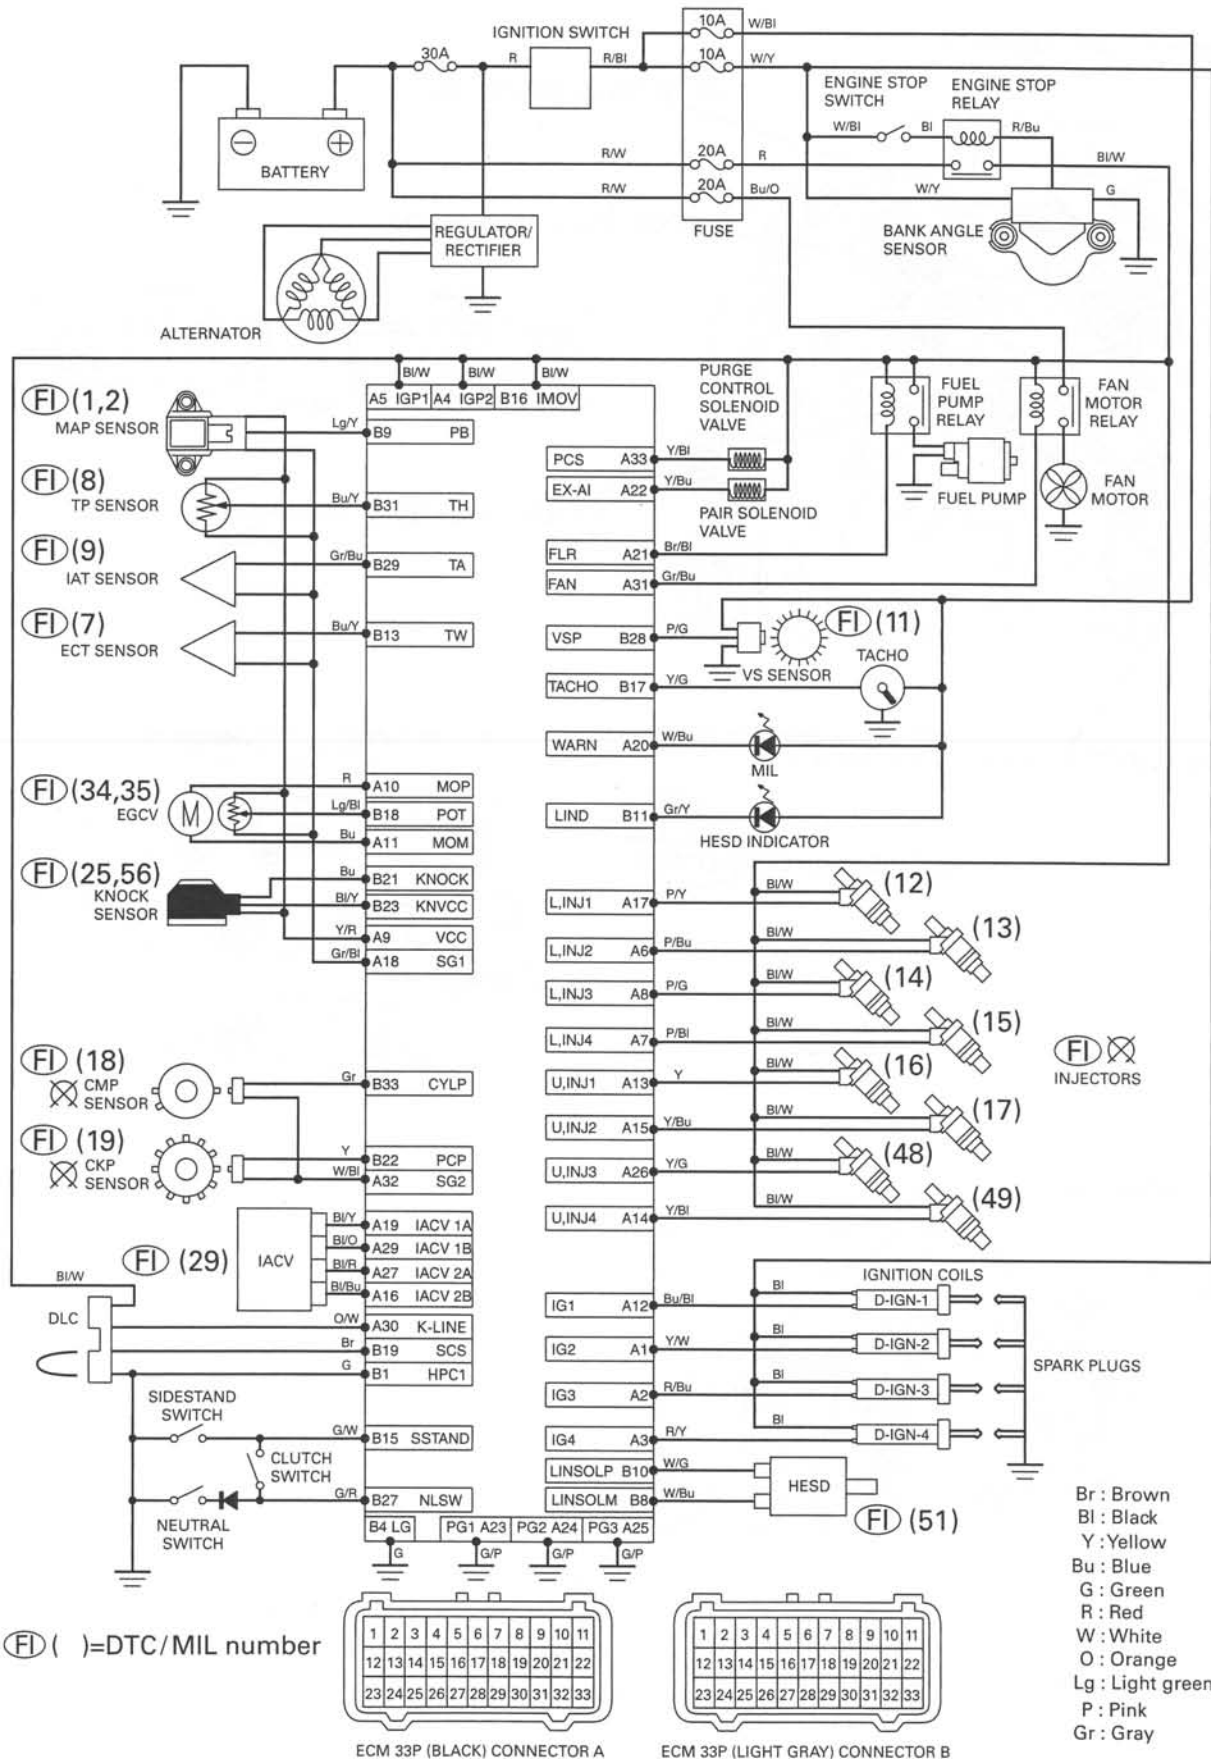 IGNITION SWITCH
30A
R
R/Bl
10A
W/Bl
10A
W/Y
ENGINE STOP
SWITCH
ENGINE STOP
RELAY
W/Bl
Bl
R/Bu
BATTERY
R/W
20A
R
Bl/W
R/W
20A
Bu/O
W/Y
G
FUSE
REGULATOR/
RECTIFIER
BANK ANGLE
SENSOR
ALTERNATOR
Bl/W
Bl/W
Bl/W
A5 IGP1
A4 IGP2
B16 IMOV
PURGE
CONTROL
SOLENOID
VALVE
FUEL
PUMP
RELAY
FAN
MOTOR
RELAY
FI (1,2)
MAP SENSOR
Lg/Y
B9 PB
PCS A33
Y/Bl
EX-AI A22
Y/Bu
PAIR SOLENOID
VALVE
FUEL PUMP
FAN
MOTOR
FI (8)
TP SENSOR
Bu/Y
B31 TH
FI (9)
IAT SENSOR
Gr/Bu
B29 TA
FLR A21
Br/Bl
FAN A31
Gr/Bu
FI (7)
ECT SENSOR
Bu/Y
B13 TW
VSP B28
P/G
VS SENSOR
FI (11)
TACHO
TACHO B17
Y/G
WARN A20
W/Bu
MIL
FI (34,35)
EGCV
M
R
A10 MOP
Lg/Bl
B18 POT
Bu
A11 MOM
LIND B11
Gr/Y
HESD INDICATOR
FI (25,56)
KNOCK
SENSOR
Bu
B21 KNOCK
Bl/Y
B23 KNVCC
Y/R
A9 VCC
Gr/Bl
A18 SG1
L,INJ1 A17
P/Y
Bl/W
(12)
L,INJ2 A6
P/Bu
Bl/W
(13)
L,INJ3 A8
P/G
Bl/W
(14)
L,INJ4 A7
P/Bl
Bl/W
(15)
FI
INJECTORS
U,INJ1 A13
Y
Bl/W
(16)
U,INJ2 A15
Y/Bu
Bl/W
(17)
U,INJ3 A26
Y/G
Bl/W
(48)
U,INJ4 A14
Y/Bl
Bl/W
(49)
FI (18)
CMP
SENSOR
Gr
B33 CYLP
FI (19)
CKP
SENSOR
Y
B22 PCP
W/Bl
A32 SG2
FI (29)
IACV
Bl/Y
A19 IACV 1A
Bl/O
A29 IACV 1B
Bl/R
A27 IACV 2A
Bl/Bu
A16 IACV 2B
Bl/W
DLC
O/W
A30 K-LINE
Br
B19 SCS
G
B1 HPC1
IGNITION COILS
IG1 A12
Bu/Bl
Bl
D-IGN-1
IG2 A1
Y/W
Bl
D-IGN-2
IG3 A2
R/Bu
Bl
D-IGN-3
IG4 A3
R/Y
Bl
D-IGN-4
SPARK PLUGS
SIDESTAND
SWITCH
G/W
B15 SSTAND
CLUTCH
SWITCH
G/R
B27 NLSW
NEUTRAL
SWITCH
LINSOLP B10
W/G
LINSOLM B8
W/Bu
HESD
FI (51)
B4 LG
PG1 A23
PG2 A24
PG3 A25
G
G/P
G/P
G/P
Br : Brown
Bl : Black
Y : Yellow
Bu : Blue
G : Green
R : Red
W : White
O : Orange
Lg : Light green
P : Pink
Gr : Gray
FI ( )=DTC/MIL number
1 2 3 4 5 6 7 8 9 10 11
12 13 14 15 16 17 18 19 20 21 22
23 24 25 26 27 28 29 30 31 32 33
ECM 33P (BLACK) CONNECTOR A
1 2 3 4 5 6 7 8 9 10 11
12 13 14 15 16 17 18 19 20 21 22
23 24 25 26 27 28 29 30 31 32 33
ECM 33P (LIGHT GRAY) CONNECTOR B